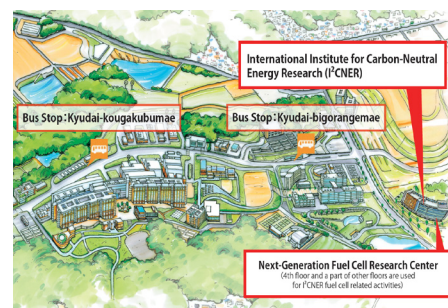 International Institute for Carbon-Neutral
Energy Research (I²CNER)
Bus Stop:Kyudai-kougakubumae
Bus Stop:Kyudai-bigorangemae
Next-Generation Fuel Cell Research Center
(4th floor and a part of other floors are used
for I²CNER fuel cell related activities)